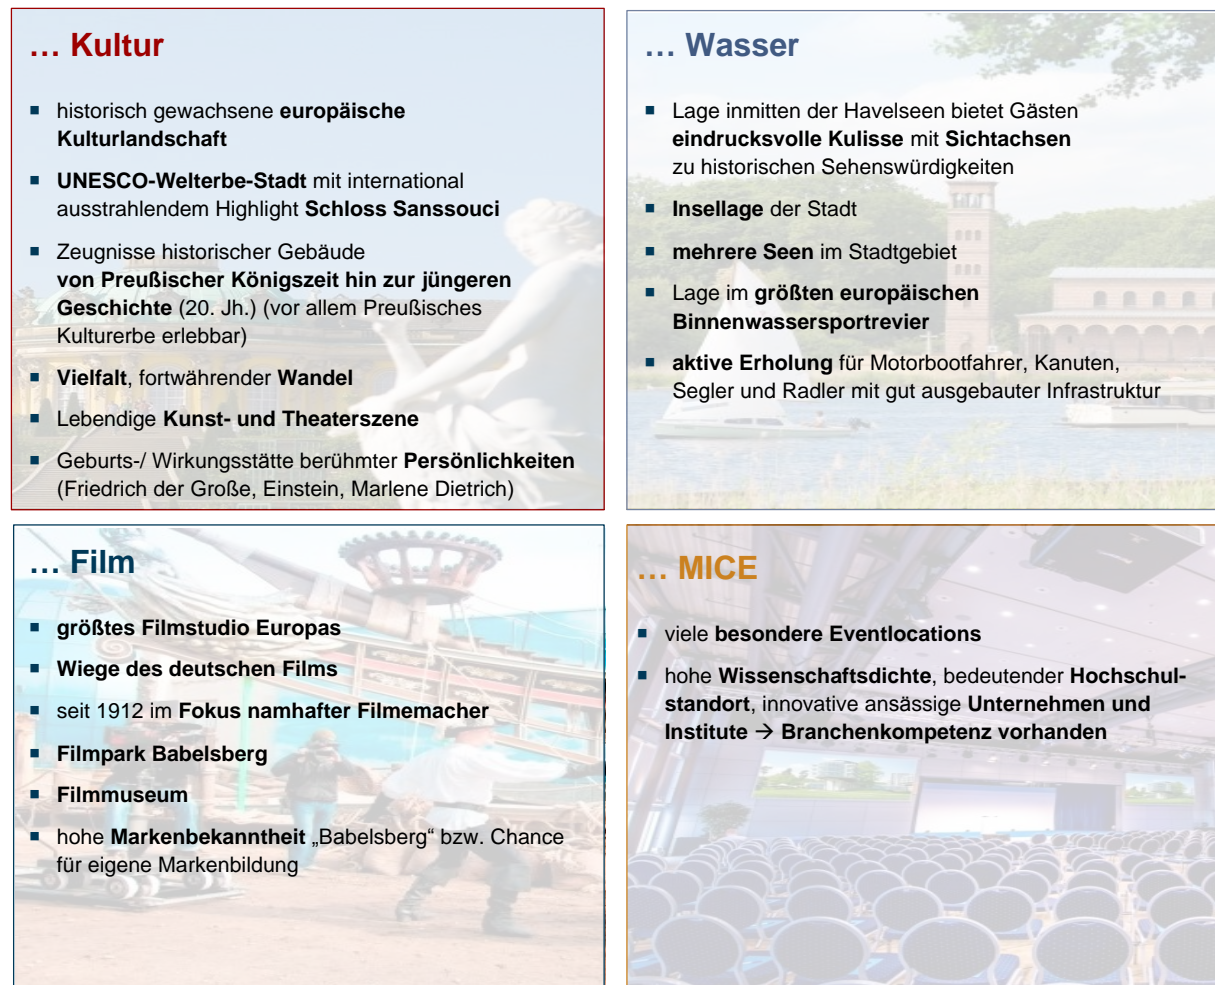 … Kultur
▪ historisch gewachsene europäische
Kulturlandschaft
▪ UNESCO-Welterbe-Stadt mit international
ausstrahlendem Highlight Schloss Sanssouci
▪ Zeugnisse historischer Gebäude
von Preußischer Königszeit hin zur jüngeren
Geschichte (20. Jh.) (vor allem Preußisches
Kulturerbe erlebbar)
▪ Vielfalt, fortwährender Wandel
▪ Lebendige Kunst- und Theaterszene
▪ Geburts-/ Wirkungsstätte berühmter Persönlichkeiten
(Friedrich der Große, Einstein, Marlene Dietrich)
… Wasser
▪ Lage inmitten der Havelseen bietet Gästen
eindrucksvolle Kulisse mit Sichtachsen
zu historischen Sehenswürdigkeiten
▪ Insellage der Stadt
▪ mehrere Seen im Stadtgebiet
▪ Lage im größten europäischen
Binnenwassersportrevier
▪ aktive Erholung für Motorbootfahrer, Kanuten,
Segler und Radler mit gut ausgebauter Infrastruktur
… Film
▪ größtes Filmstudio Europas
▪ Wiege des deutschen Films
▪ seit 1912 im Fokus namhafter Filmemacher
▪ Filmpark Babelsberg
▪ Filmmuseum
▪ hohe Markenbekanntheit „Babelsberg“ bzw. Chance
für eigene Markenbildung
… MICE
▪ viele besondere Eventlocations
▪ hohe Wissenschaftsdichte, bedeutender Hochschul-
standort, innovative ansässige Unternehmen und
Institute → Branchenkompetenz vorhanden